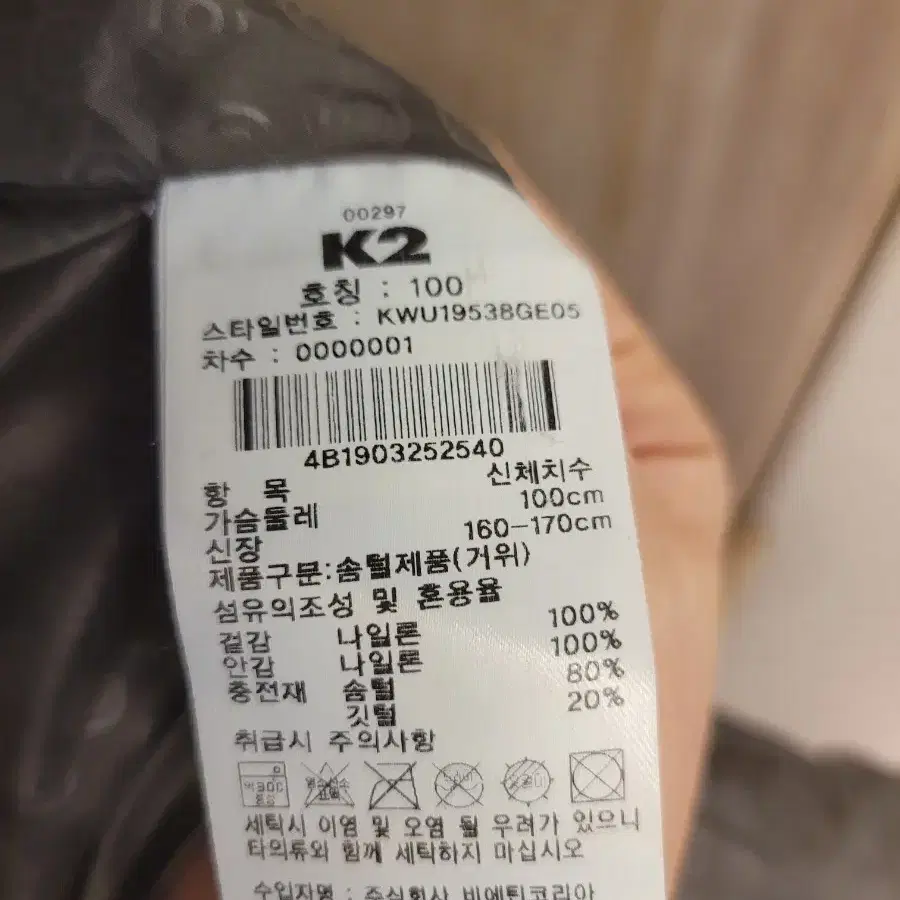 00297
K2
호칭 : 100
스타일번호 : KWU19538GE05
차수 : 0000001
4B1903252540
항 목 신체치수
가슴둘레 100cm
신장 160-170cm
제품구분:솜털제품(거위)
섬유의조성 및 혼용율
겉감 나일론 100%
안감 나일론 100%
충전재 솜털 80%
깃털 20%
취급시 주의사항
세탁시 이염 및 오염 될 우려가 있으니
타의류와 함께 세탁하지 마십시오
수입자명 : 주식회사 비에틱코리아